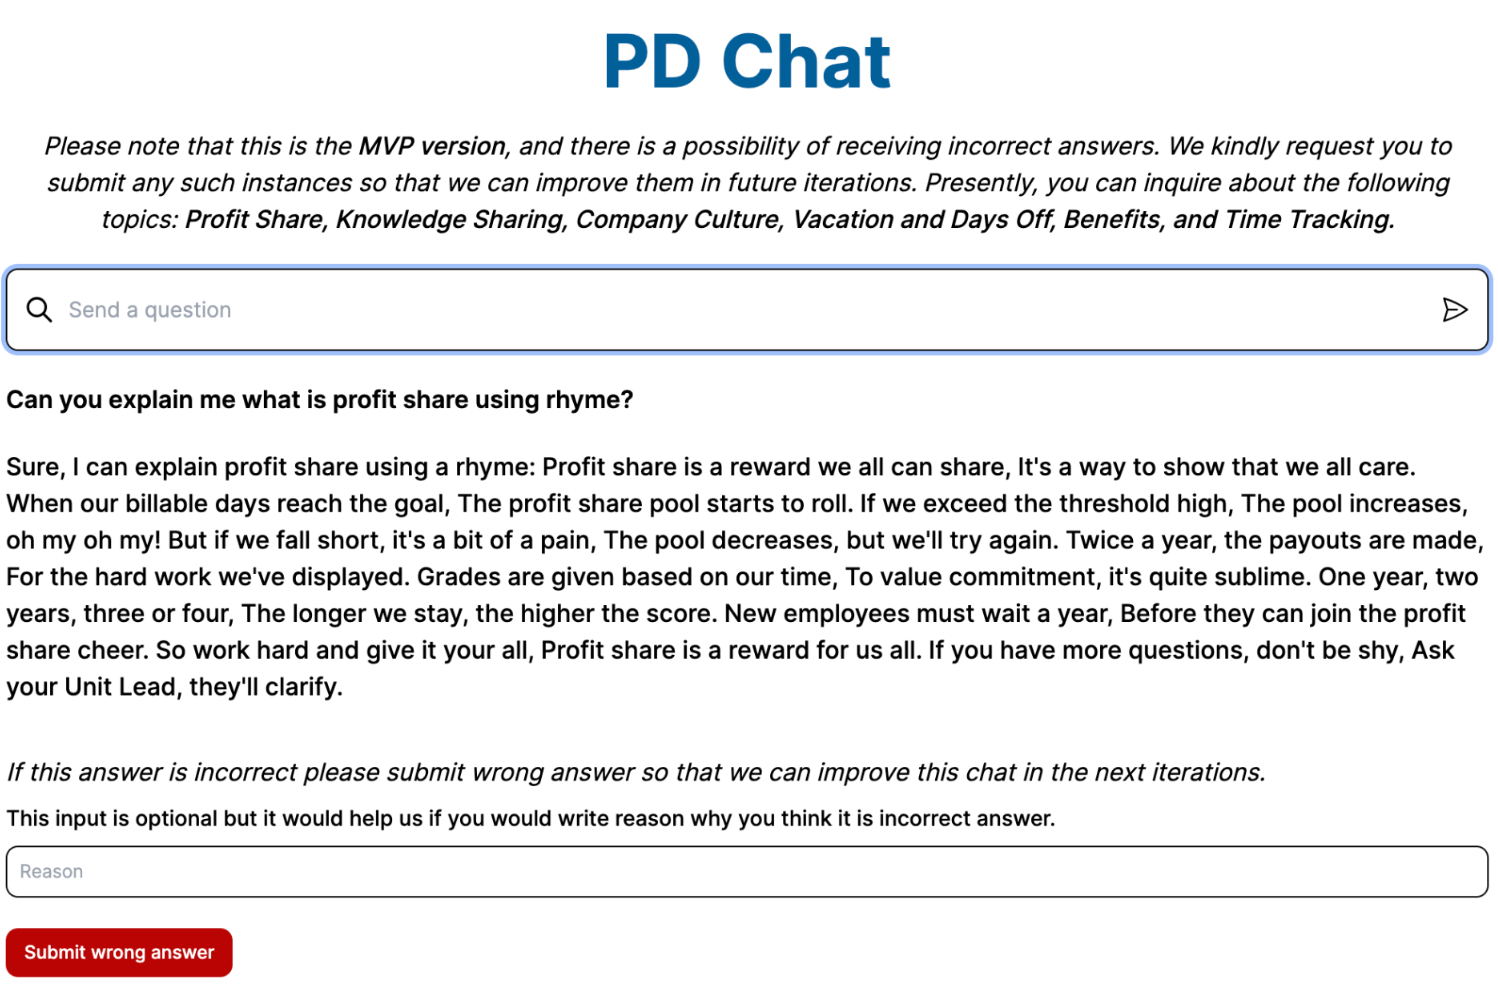 PD Chat
Please note that this is the MVP version, and there is a possibility of receiving incorrect answers. We kindly request you to
submit any such instances so that we can improve them in future iterations. Presently, you can inquire about the following
topics: Profit Share, Knowledge Sharing, Company Culture, Vacation and Days Off, Benefits, and Time Tracking.
Send a question
Can you explain me what is profit share using rhyme?
Sure, I can explain profit share using a rhyme: Profit share is a reward we all can share, It's a way to show that we all care.
When our billable days reach the goal, The profit share pool starts to roll. If we exceed the threshold high, The pool increases,
oh my oh my! But if we fall short, it's a bit of a pain, The pool decreases, but we'll try again. Twice a year, the payouts are made,
For the hard work we've displayed. Grades are given based on our time, To value commitment, it's quite sublime. One year, two
years, three or four, The longer we stay, the higher the score. New employees must wait a year, Before they can join the profit
share cheer. So work hard and give it your all, Profit share is a reward for us all. If you have more questions, don't be shy, Ask
your Unit Lead, they'll clarify.
If this answer is incorrect please submit wrong answer so that we can improve this chat in the next iterations.
This input is optional but it would help us if you would write reason why you think it is incorrect answer.
Reason
Submit wrong answer